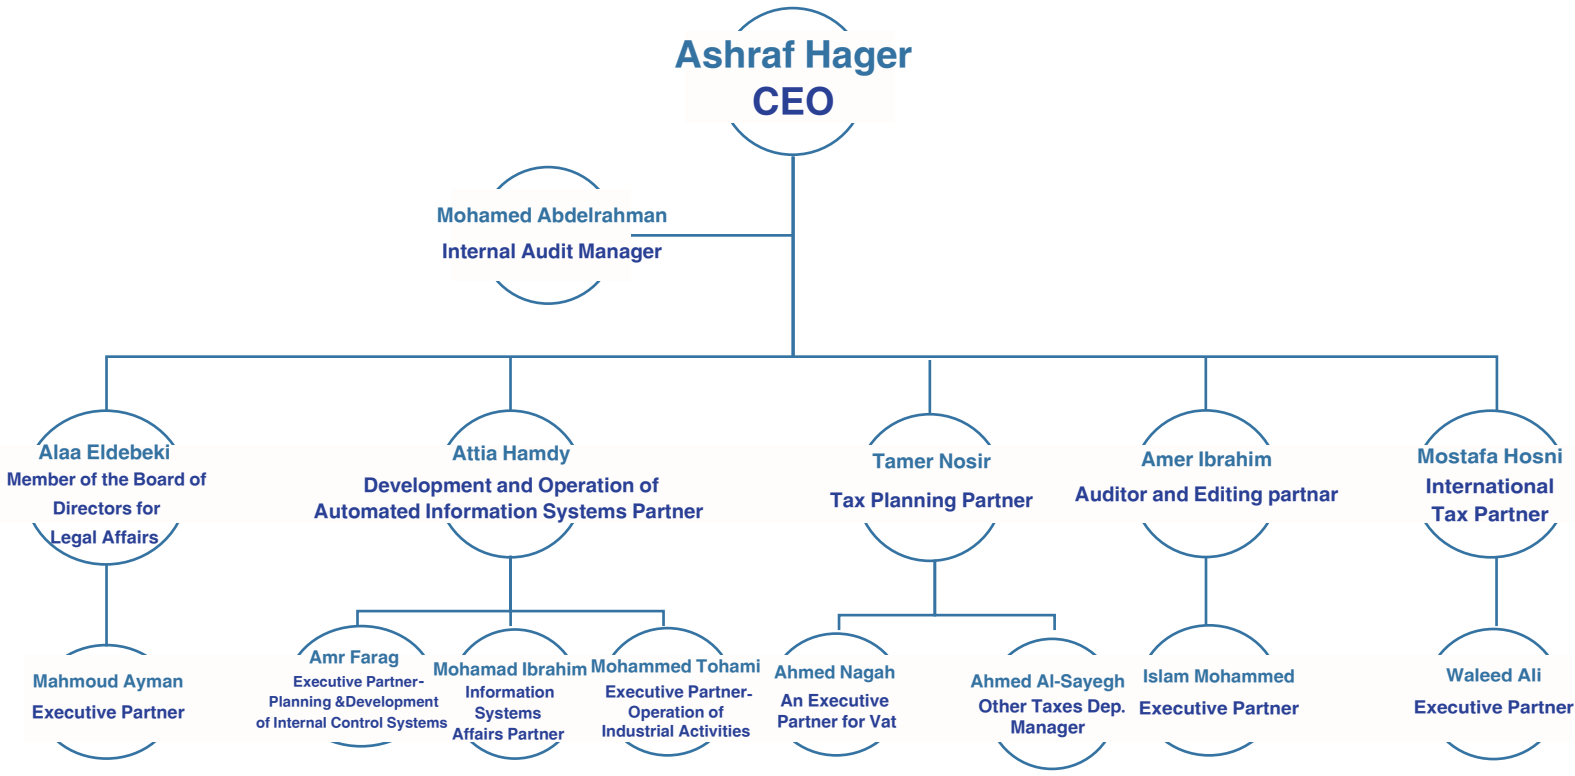 Ashraf Hager
CEO
Mohamed Abdelrahman
Internal Audit Manager
Alaa Eldebeki
Member of the Board of
Directors for
Legal Affairs
Attia Hamdy
Development and Operation of
Automated Information Systems Partner
Tamer Nosir
Tax Planning Partner
Amer Ibrahim
Auditor and Editing partnar
Mostafa Hosni
International
Tax Partner
Mahmoud Ayman
Executive Partner
Amr Farag
Executive Partner-
Planning &Development
of Internal Control Systems
Mohamad Ibrahim
Information
Systems
Affairs Partner
Mohammed Tohami
Executive Partner-
Operation of
Industrial Activities
Ahmed Nagah
An Executive
Partner for Vat
Ahmed Al-Sayegh
Other Taxes Dep.
Manager
Islam Mohammed
Executive Partner
Waleed Ali
Executive Partner